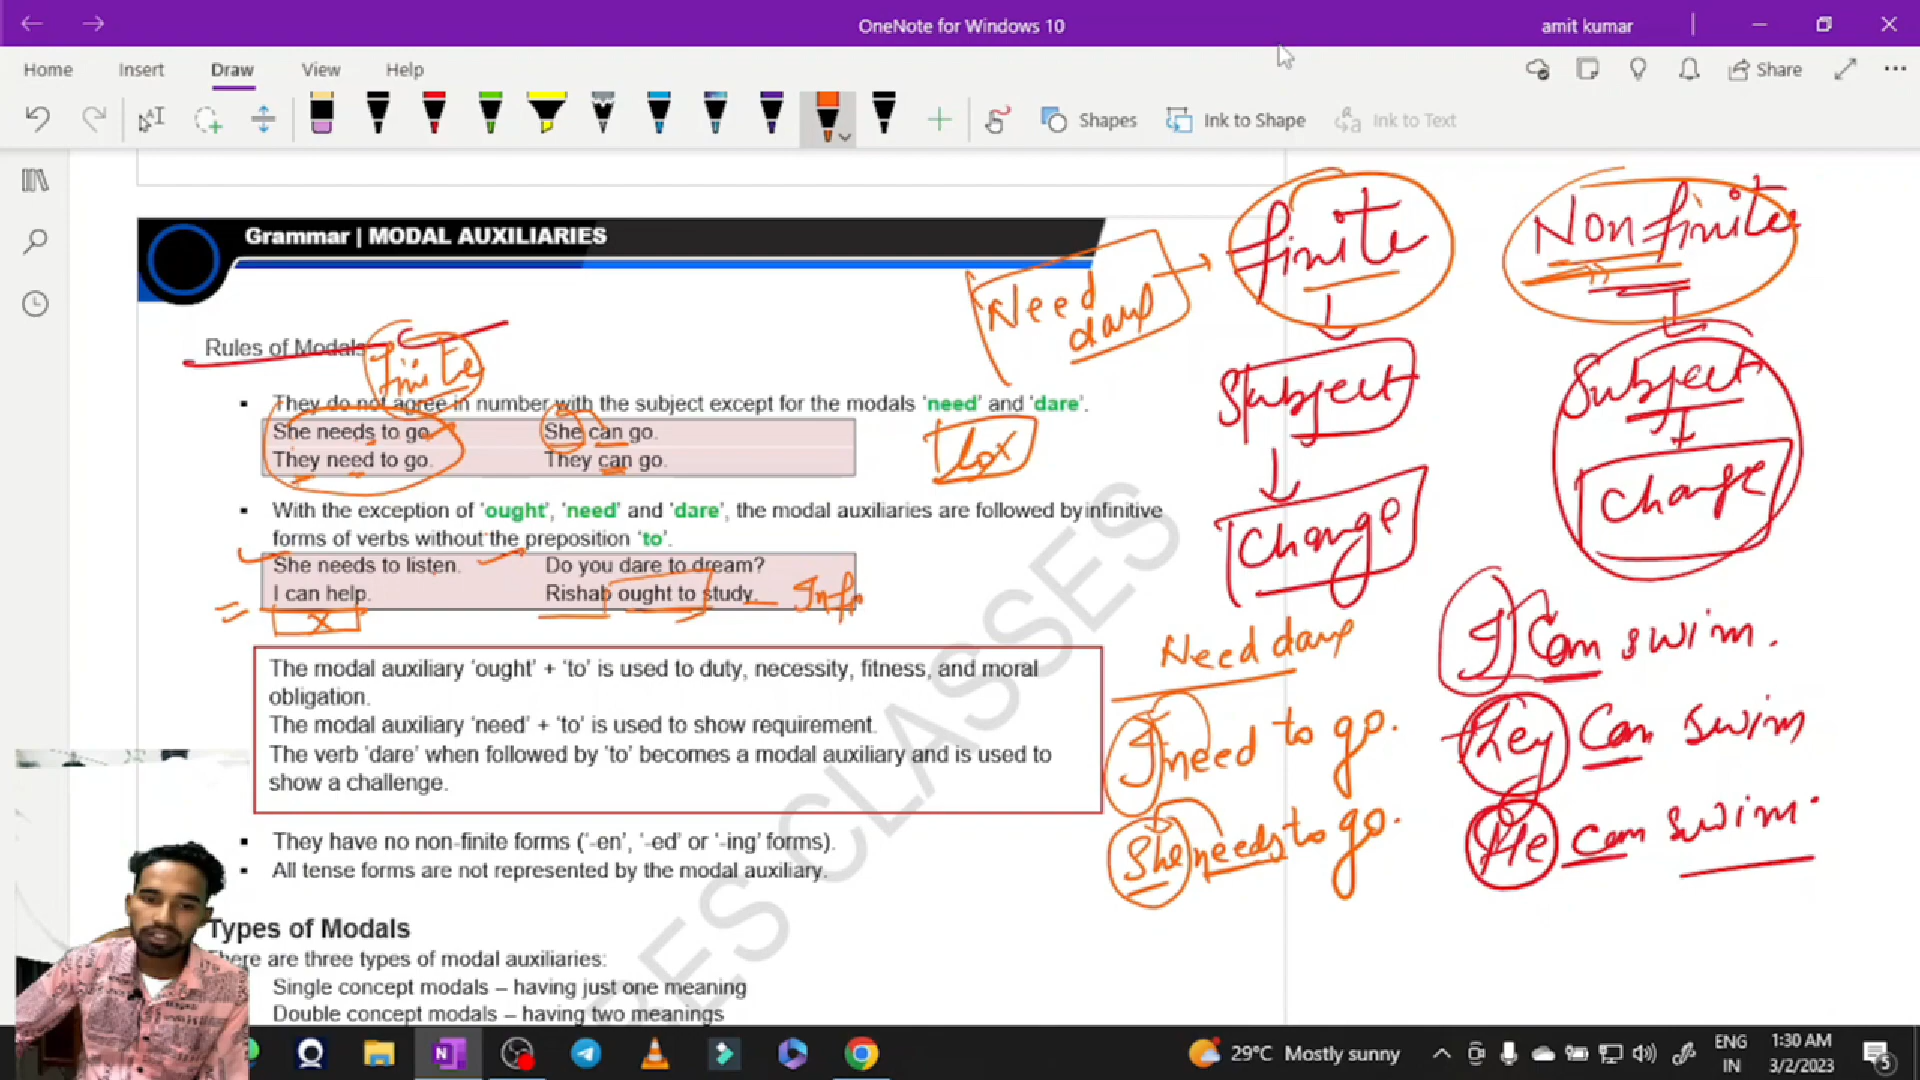 OneNote for Windows 10
amit kumar
Home Insert Draw View Help
Share
Shapes Ink to Shape Ink to Text
Grammar | MODAL AUXILIARIES
Rules of Modals
finite
They do not agree in number with the subject except for the modals 'need' and 'dare'.
She needs to go. She can go.
They need to go. They can go.
With the exception of 'ought', 'need' and 'dare', the modal auxiliaries are followed by infinitive
forms of verbs without the preposition 'to'.
She needs to listen. Do you dare to dream?
I can help. Rishab ought to study.
x
The modal auxiliary 'ought' + 'to' is used to duty, necessity, fitness, and moral
obligation.
The modal auxiliary 'need' + 'to' is used to show requirement.
The verb 'dare' when followed by 'to' becomes a modal auxiliary and is used to
show a challenge.
They have no non-finite forms ('-en', '-ed' or '-ing' forms).
All tense forms are not represented by the modal auxiliary.
Types of Modals
There are three types of modal auxiliaries:
Single concept modals – having just one meaning
Double concept modals – having two meanings
Need
dare
finite
Subject
Change
Non finite
Subject
Change
Need dare
I need to go.
She needs to go.
I Can swim.
They Can swim
He can swim.
RES CLASSES
29°C Mostly sunny
ENG
IN
1:30 AM
3/2/2023
5